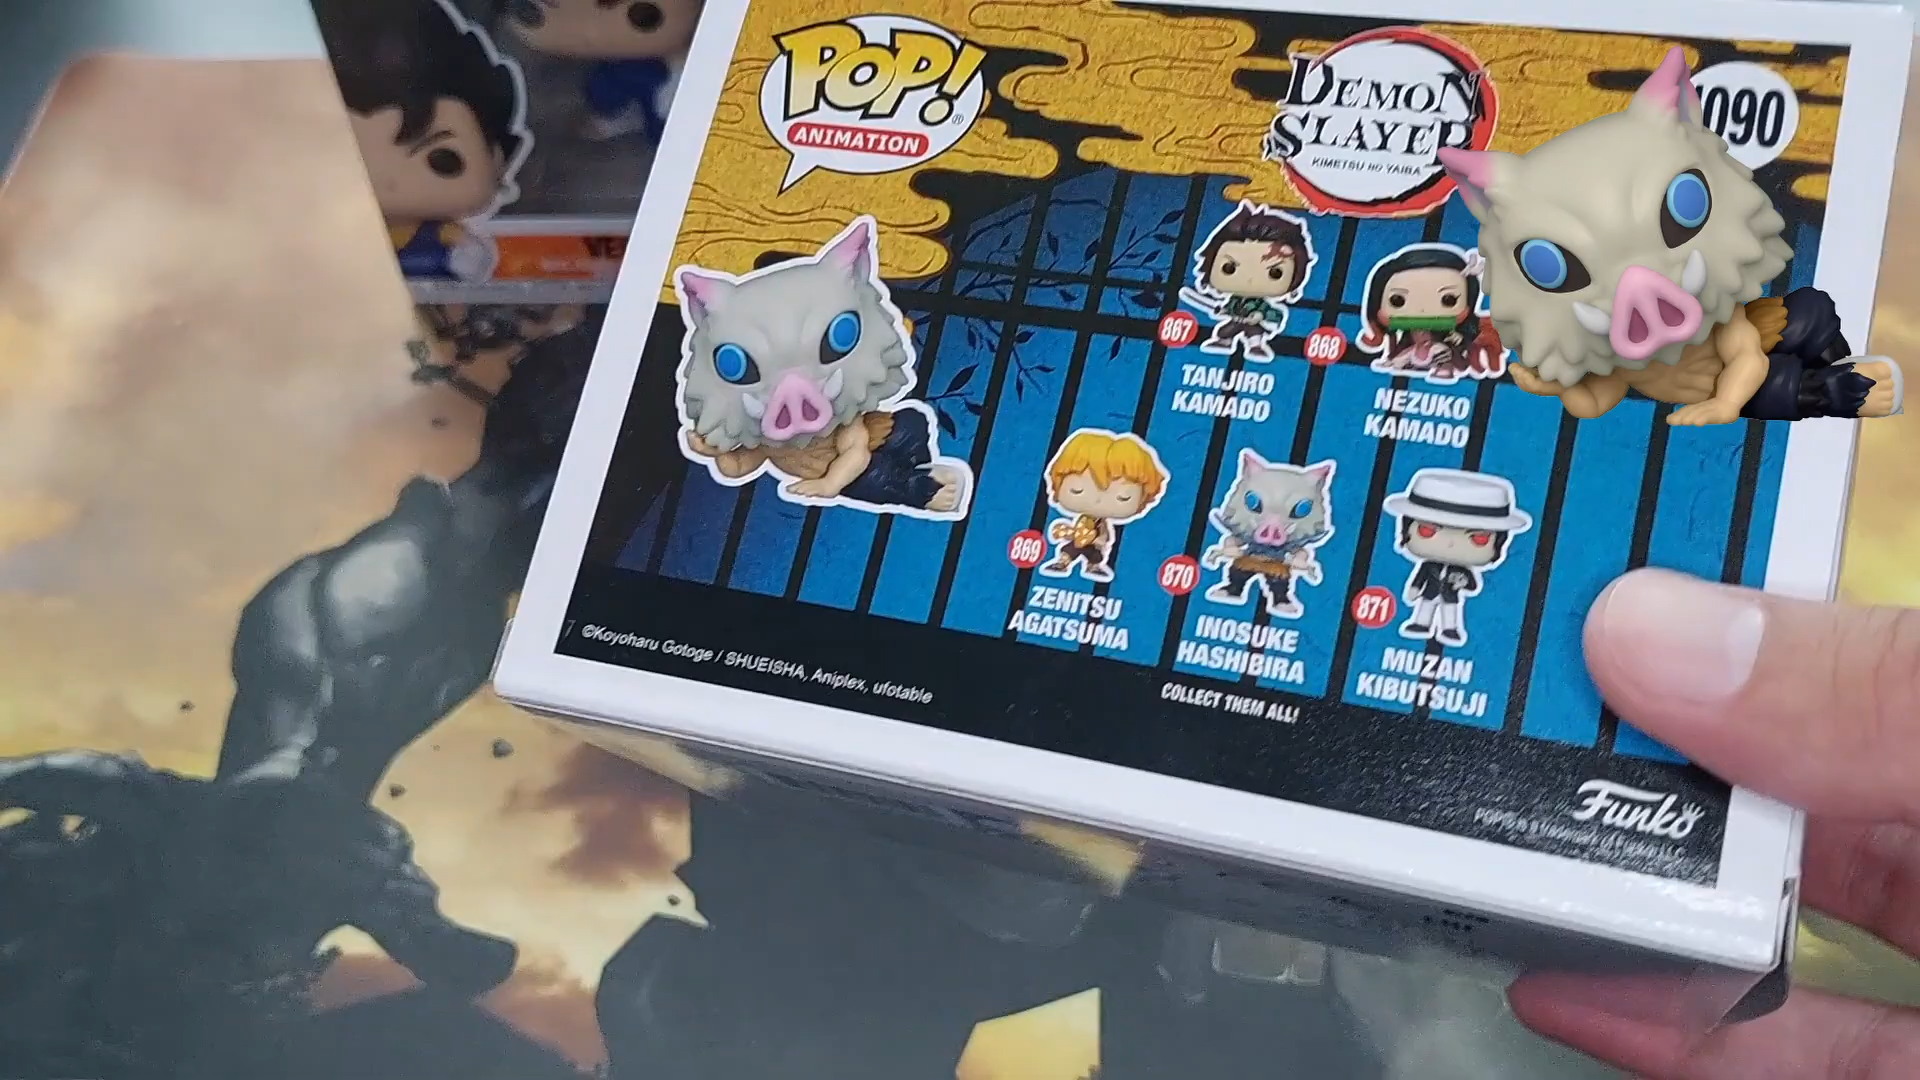 POP!
®
ANIMATION
DEMON
SLAYER
KIMETSU NO YAIBA
1090
VE
867
TANJIRO
KAMADO
868
NEZUKO
KAMADO
869
ZENITSU
AGATSUMA
870
INOSUKE
HASHIBIRA
871
MUZAN
KIBUTSUJI
COLLECT THEM ALL!
©Koyoharu Gotoge / SHUEISHA, Aniplex, ufotable
Funko